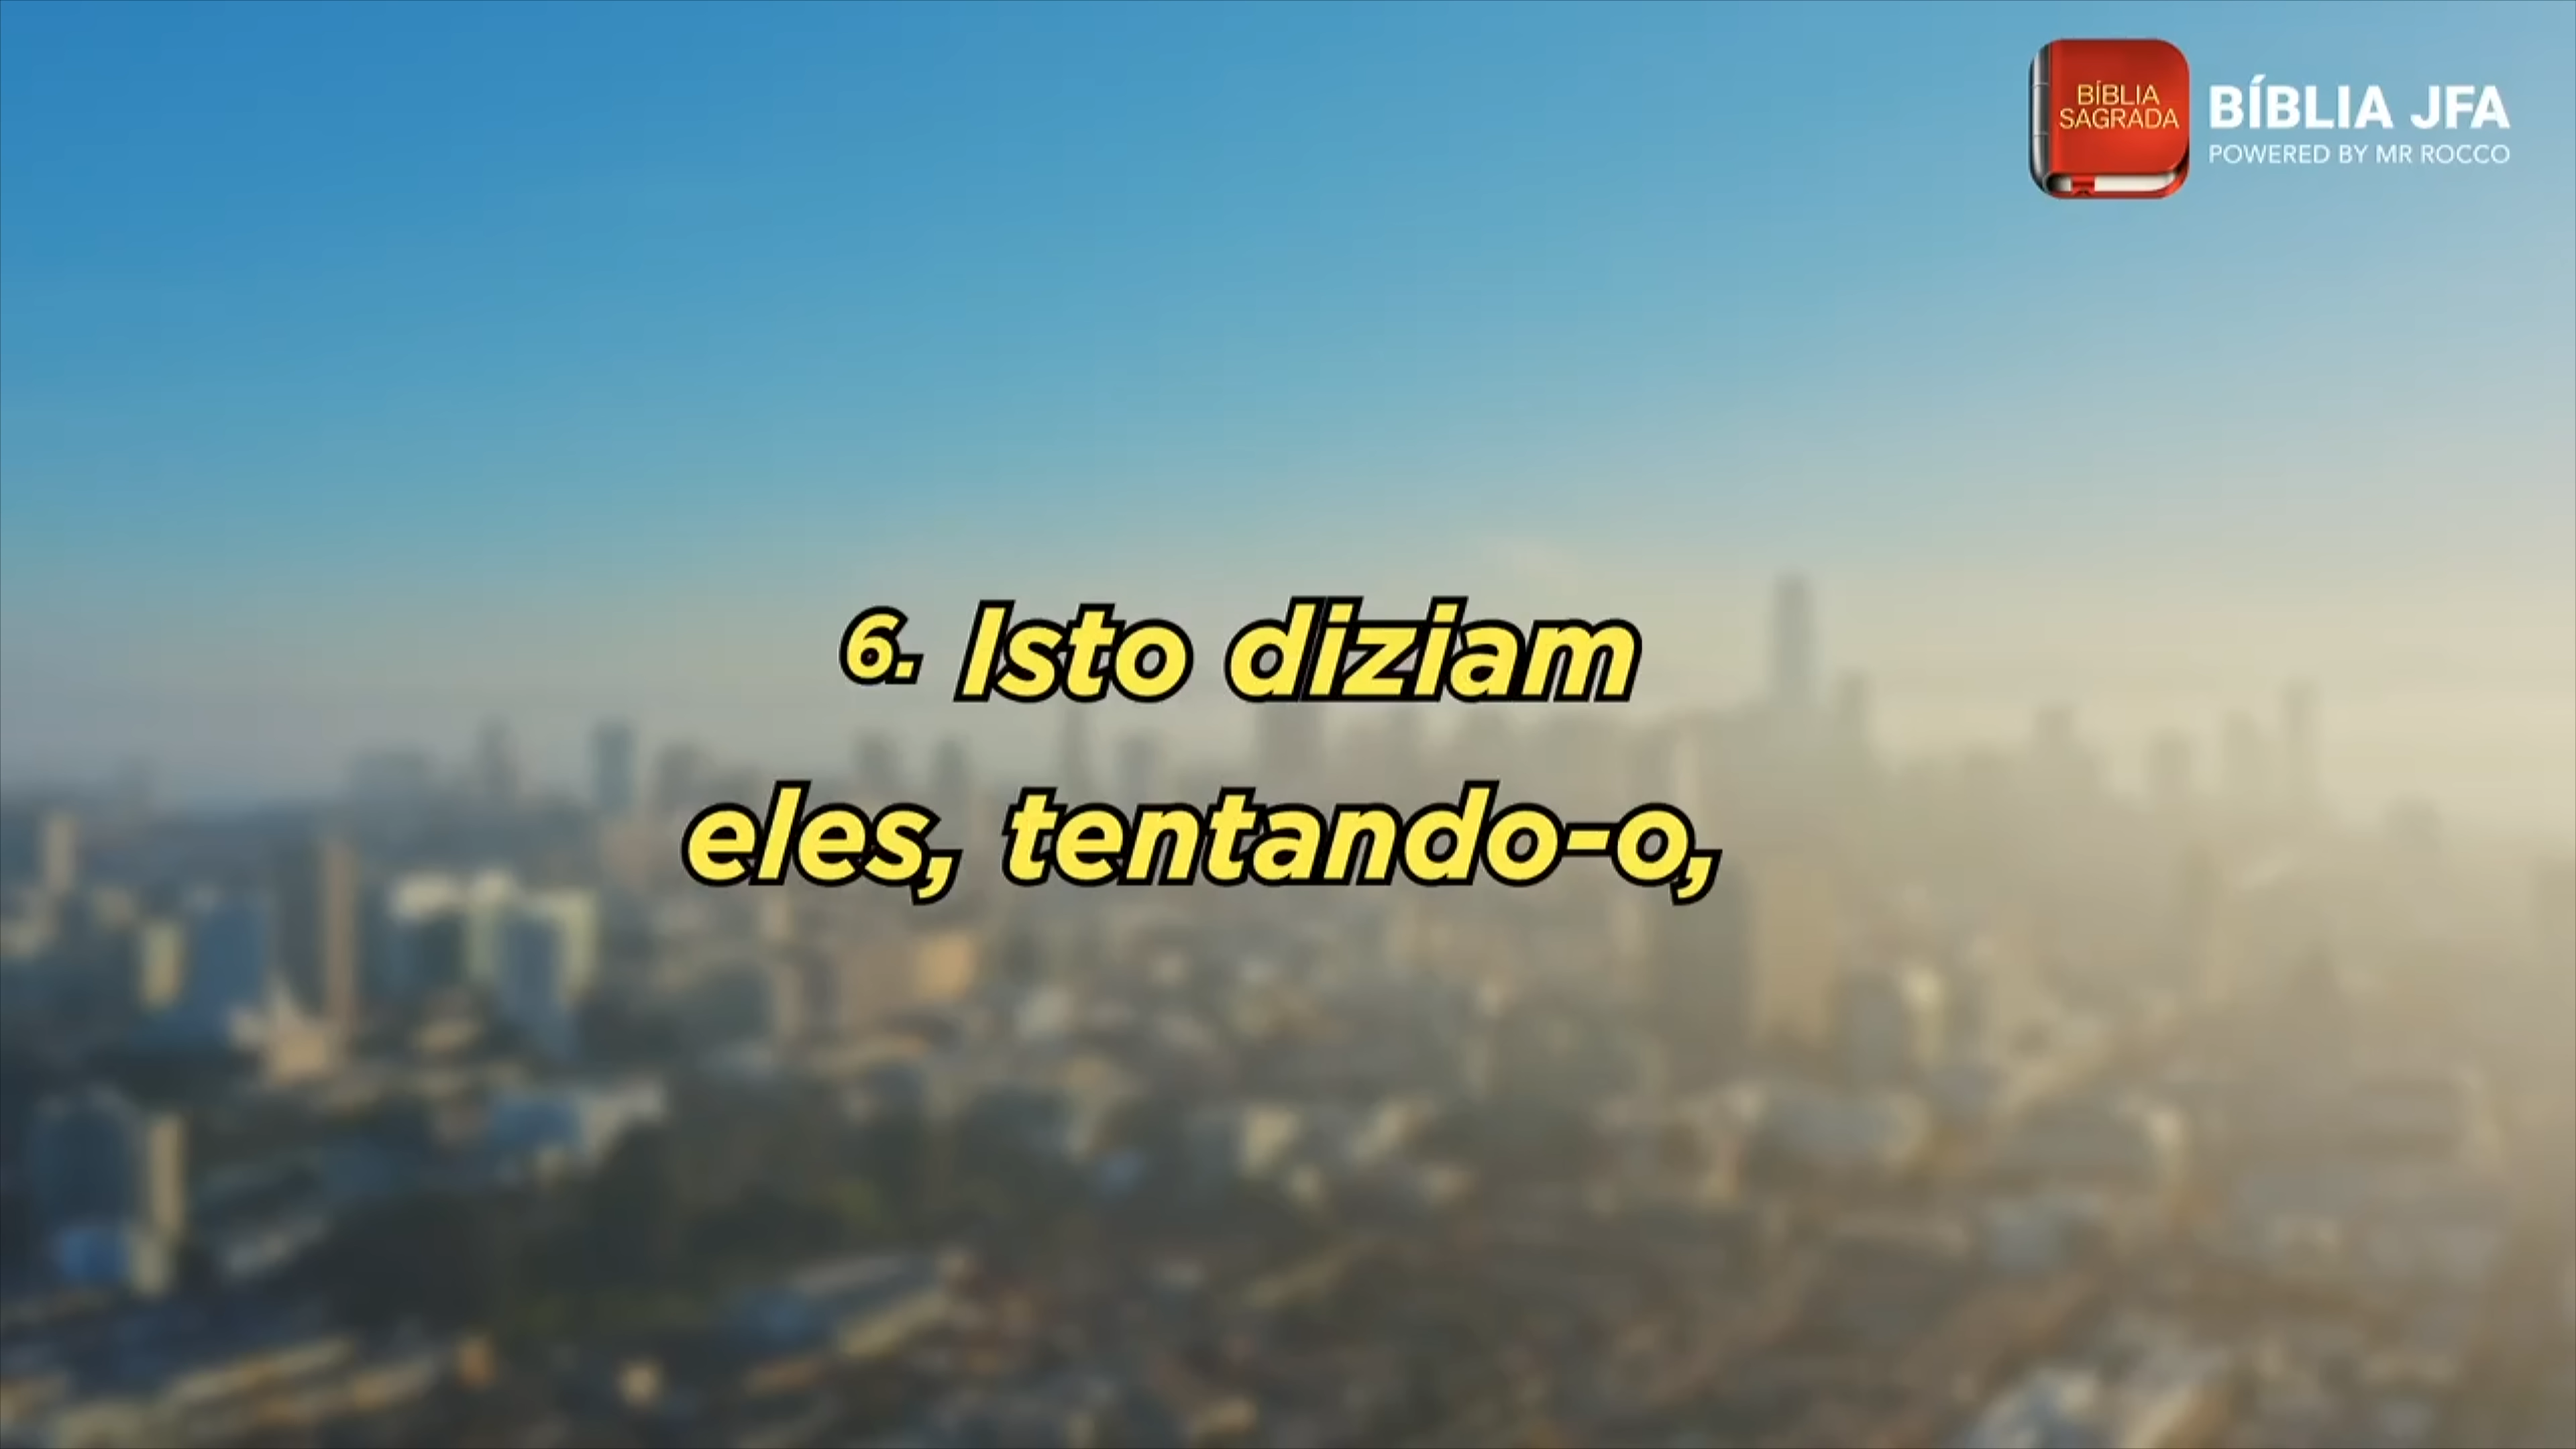 BÍBLIA
SAGRADA
BÍBLIA JFA
POWERED BY MR ROCCO
6. Isto diziam
eles, tentando-o,